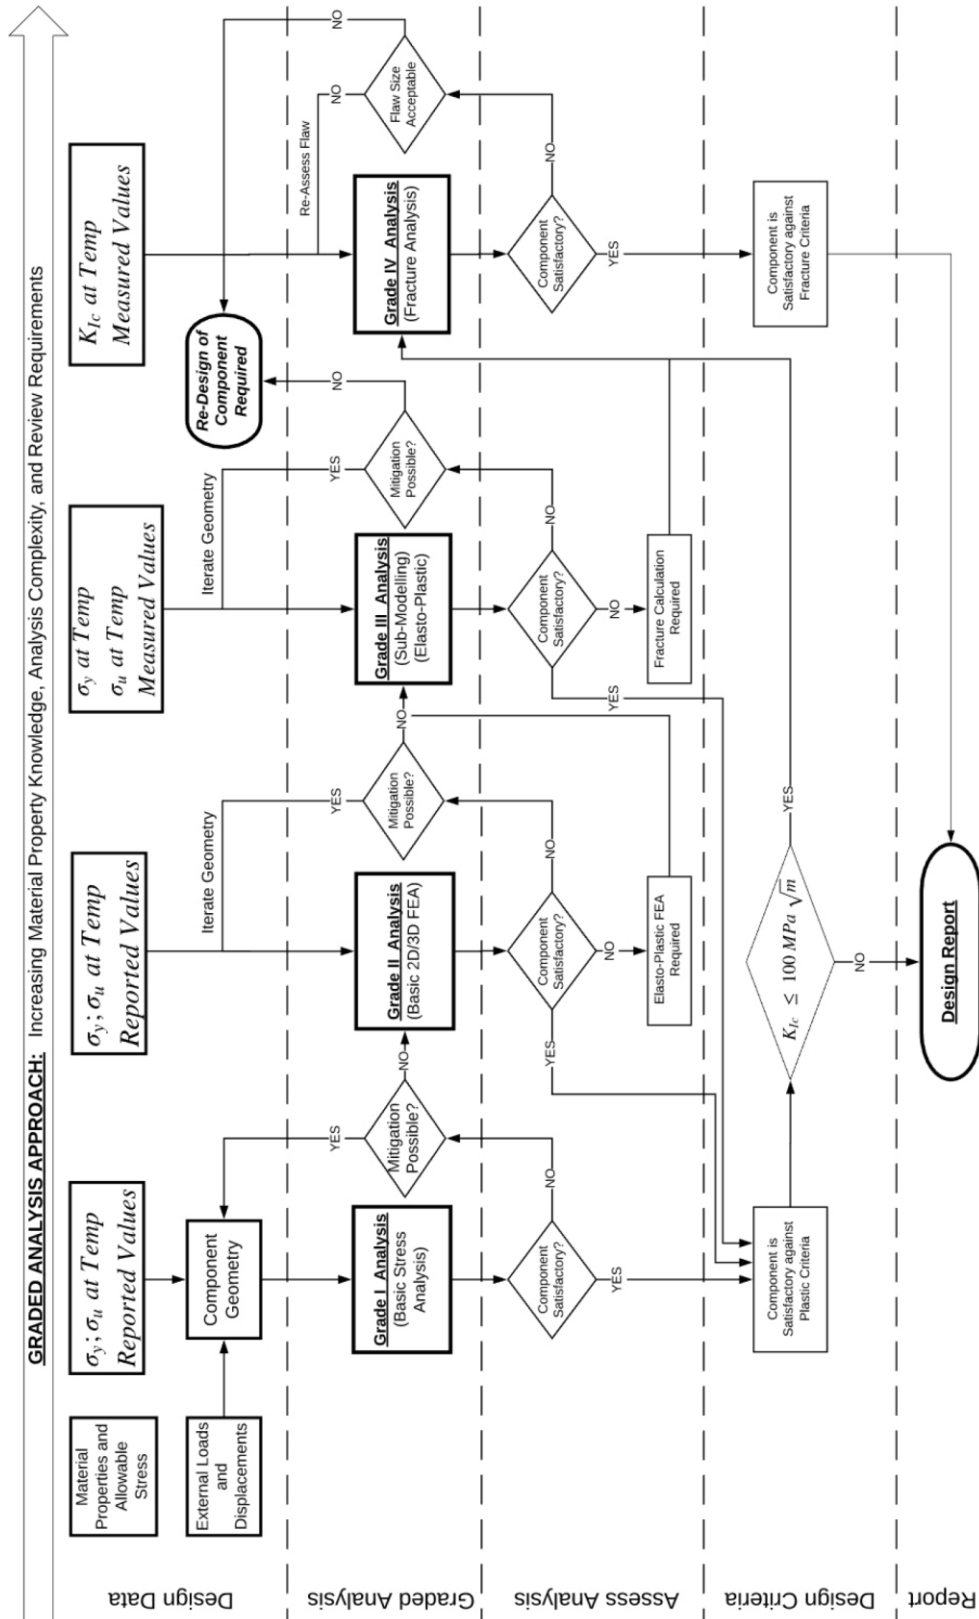 GRADED ANALYSIS APPROACH: Increasing Material Property Knowledge, Analysis Complexity, and Review Requirements
Design Data
Material
Properties and
Allowable
Stress
σy; σu at Temp
Reported Values
σy; σu at Temp
Reported Values
σy at Temp
σu at Temp
Measured Values
KIc at Temp
Measured Values
External Loads
and
Displacements
Component
Geometry
Iterate Geometry
Iterate Geometry
Re-Design of
Component
Required
Re-Assess Flaw
YES
YES
YES
NO
NO
NO
Graded Analysis
Grade I Analysis
(Basic Stress
Analysis)
Mitigation
Possible?
NO
Grade II Analysis
(Basic 2D/3D FEA)
Mitigation
Possible?
NO
Grade III Analysis
(Sub-Modelling)
(Elasto-Plastic)
Mitigation
Possible?
Grade IV Analysis
(Fracture Analysis)
Flaw Size
Acceptable
Assess Analysis
Component
Satisfactory?
NO
YES
Component
Satisfactory?
NO
YES
NO
Elasto-Plastic FEA
Required
Component
Satisfactory?
NO
YES
NO
Fracture Calculation
Required
Component
Satisfactory?
NO
YES
Design Criteria
Component is
Satisfactory against
Plastic Criteria
KIc ≤ 100 MPa √m
YES
NO
Component is
Satisfactory against
Fracture Criteria
Report
Design Report